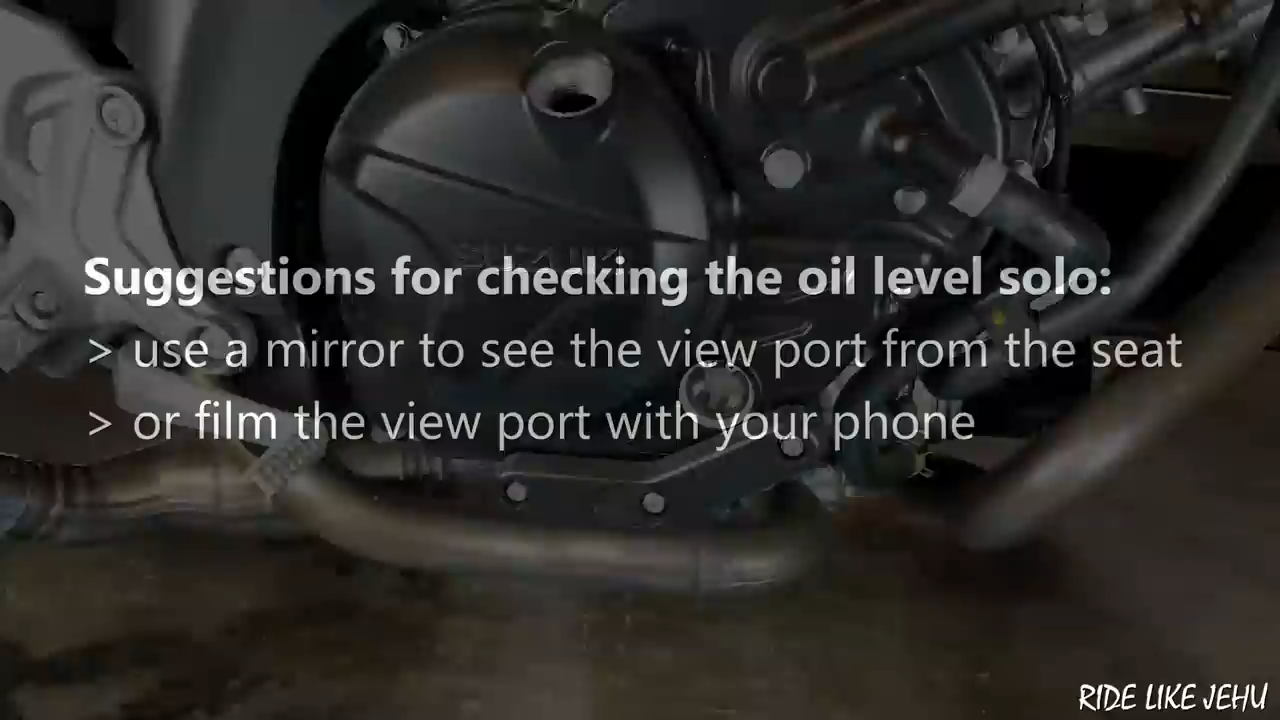 SUZUKI
Suggestions for checking the oil level solo:
> use a mirror to see the view port from the seat
> or film the view port with your phone
RIDE LIKE JEHU